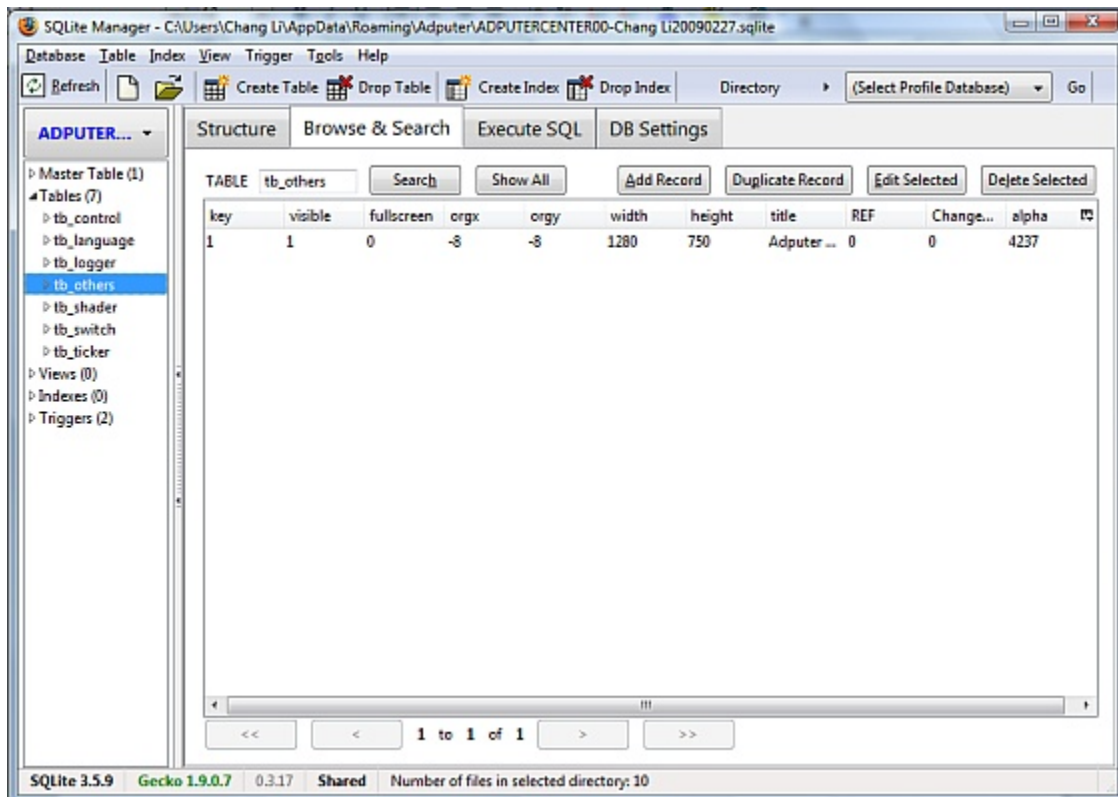 SQLite Manager - C:\Users\Chang Li\AppData\Roaming\Adputer\ADPUTERCENTER00-Chang Li20090227.sqlite
Database Table Index View Trigger Tools Help
Refresh Create Table Drop Table Create Index Drop Index Directory (Select Profile Database) Go
ADPUTER... Structure Browse & Search Execute SQL DB Settings
Master Table (1)
Tables (7)
tb_control
tb_language
tb_logger
tb_others
tb_shader
tb_switch
tb_ticker
Views (0)
Indexes (0)
Triggers (2)
TABLE tb_others Search Show All Add Record Duplicate Record Edit Selected Delete Selected
key visible fullscreen orgx orgy width height title REF Change... alpha
1 1 0 -8 -8 1280 750 Adputer ... 0 0 4237
<< < 1 to 1 of 1 > >>
SQLite 3.5.9 Gecko 1.9.0.7 0.3.17 Shared Number of files in selected directory: 10